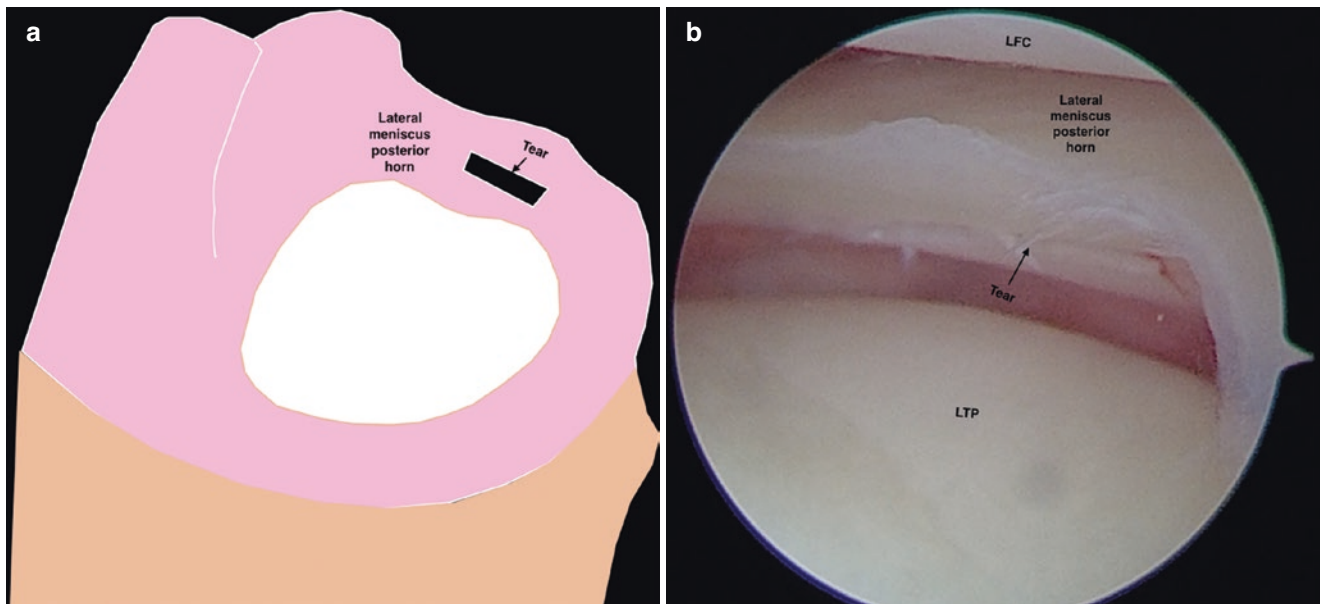 a
Lateral
meniscus
posterior
horn
Tear
b
LFC
Lateral
meniscus
posterior
horn
Tear
LTP